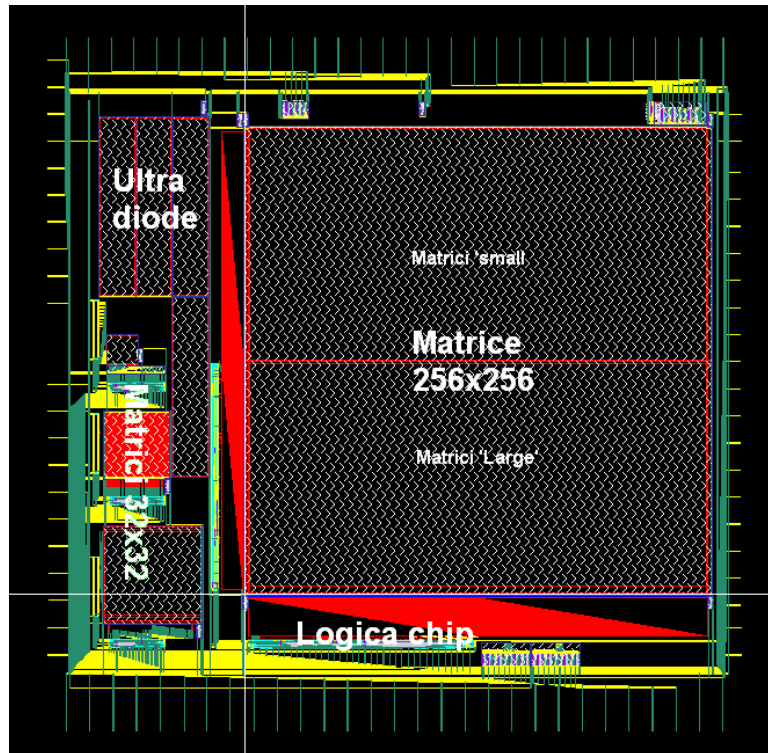 Ultra
diode
Matrici 'small
Matrice
256x256
Matrici 'Large'
Matrici 32x32
Logica chip